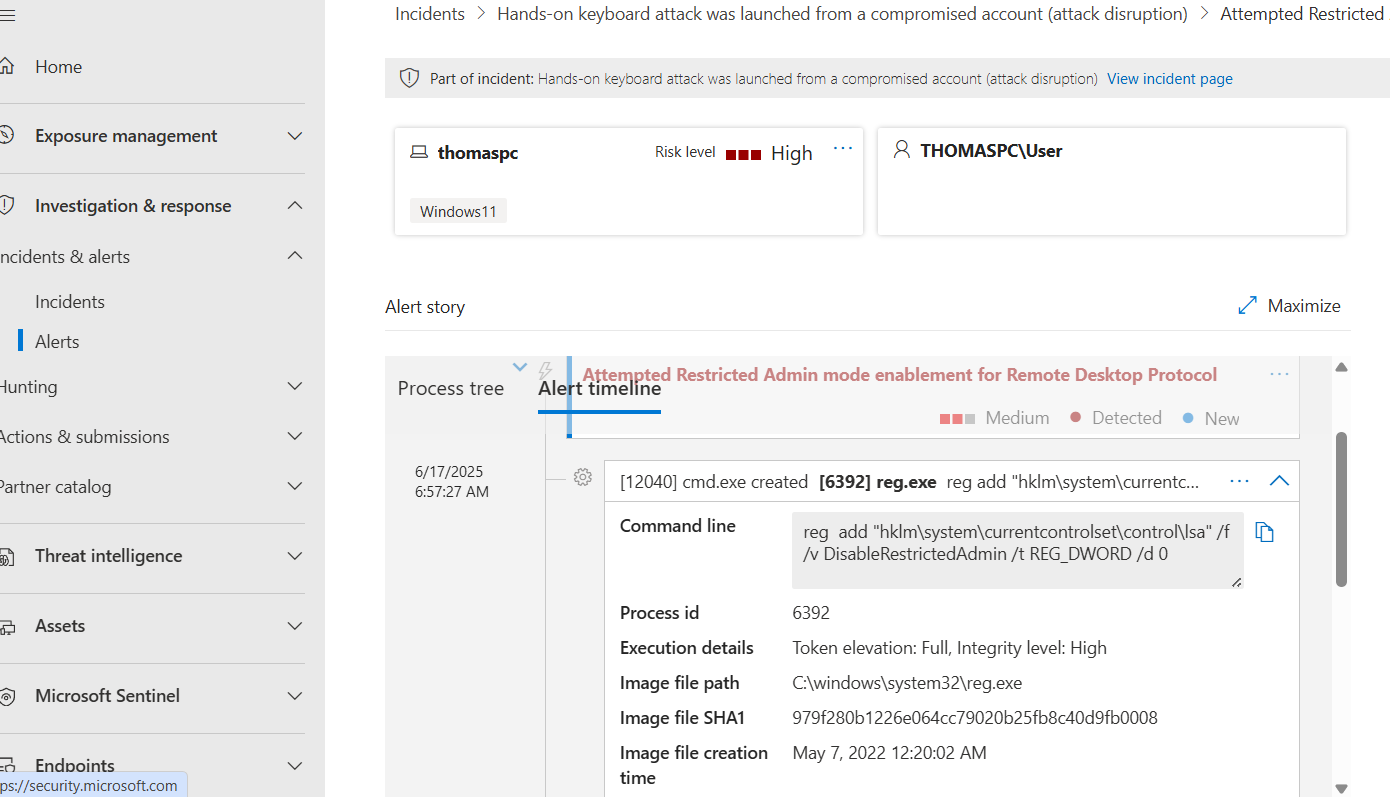 Incidents > Hands-on keyboard attack was launched from a compromised account (attack disruption) > Attempted Restricted
Home
Exposure management
Investigation & response
ncidents & alerts
Incidents
Alerts
Hunting
Actions & submissions
Partner catalog
Threat intelligence
Assets
Microsoft Sentinel
Endpoints
ps://security.microsoft.com
Part of incident: Hands-on keyboard attack was launched from a compromised account (attack disruption) View incident page
thomaspc
Risk level High ...
Windows11
THOMASPC\User
Alert story
Maximize
Process tree
Alert timeline
Attempted Restricted Admin mode enablement for Remote Desktop Protocol ...
Medium Detected New
6/17/2025
6:57:27 AM
[12040] cmd.exe created [6392] reg.exe reg add "hklm\system\currentc... ...
Command line
reg add "hklm\system\currentcontrolset\control\lsa" /f
/v DisableRestrictedAdmin /t REG_DWORD /d 0
Process id 6392
Execution details Token elevation: Full, Integrity level: High
Image file path C:\windows\system32\reg.exe
Image file SHA1 979f280b1226e064cc79020b25fb8c40d9fb0008
Image file creation May 7, 2022 12:20:02 AM
time